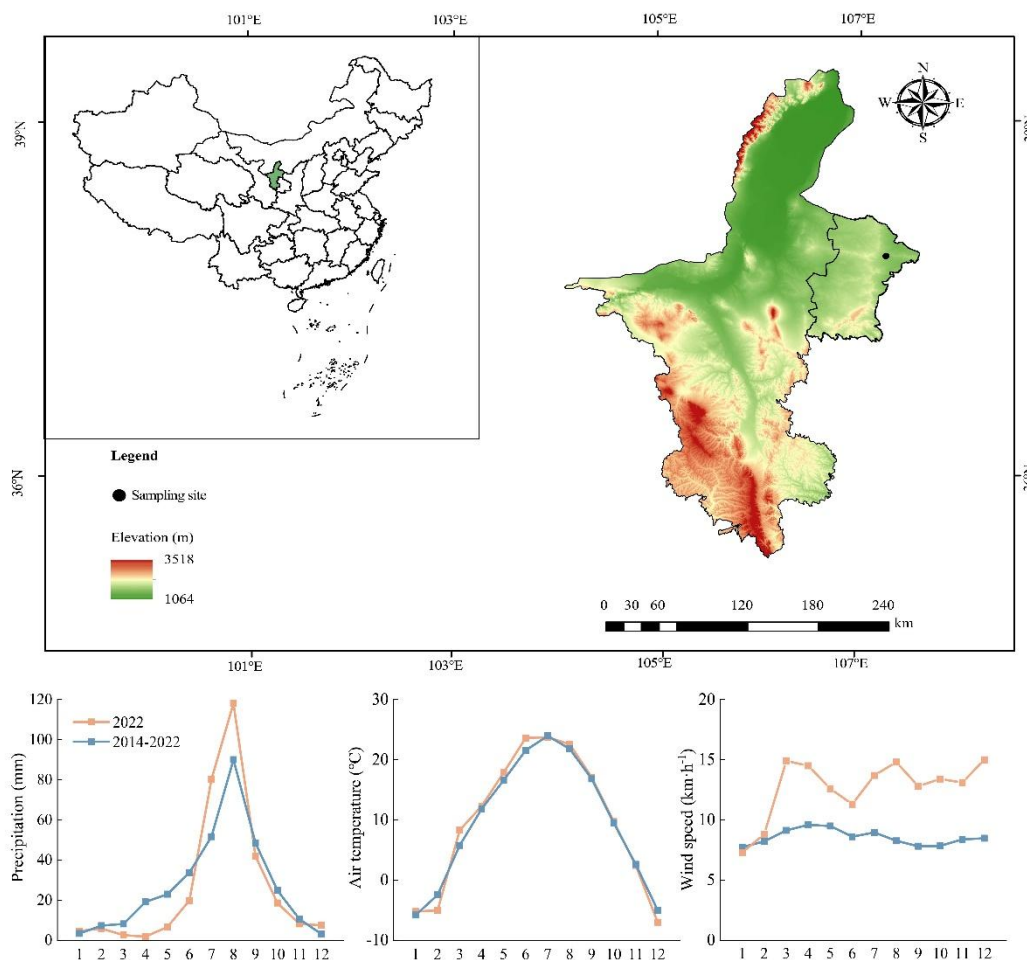 101°E 103°E 105°E 107°E
39°N
N
W E
S
36°N
Legend
Sampling site
Elevation (m)
3518
1064
0 30 60 120 180 240
km
101°E 103°E 105°E 107°E
Precipitation (mm)
120
100
80
60
40
20
0
2022
2014-2022
1 2 3 4 5 6 7 8 9 10 11 12
Air temperature (°C)
30
20
10
0
-10
1 2 3 4 5 6 7 8 9 10 11 12
Wind speed (km·h⁻¹)
20
15
10
5
0
1 2 3 4 5 6 7 8 9 10 11 12